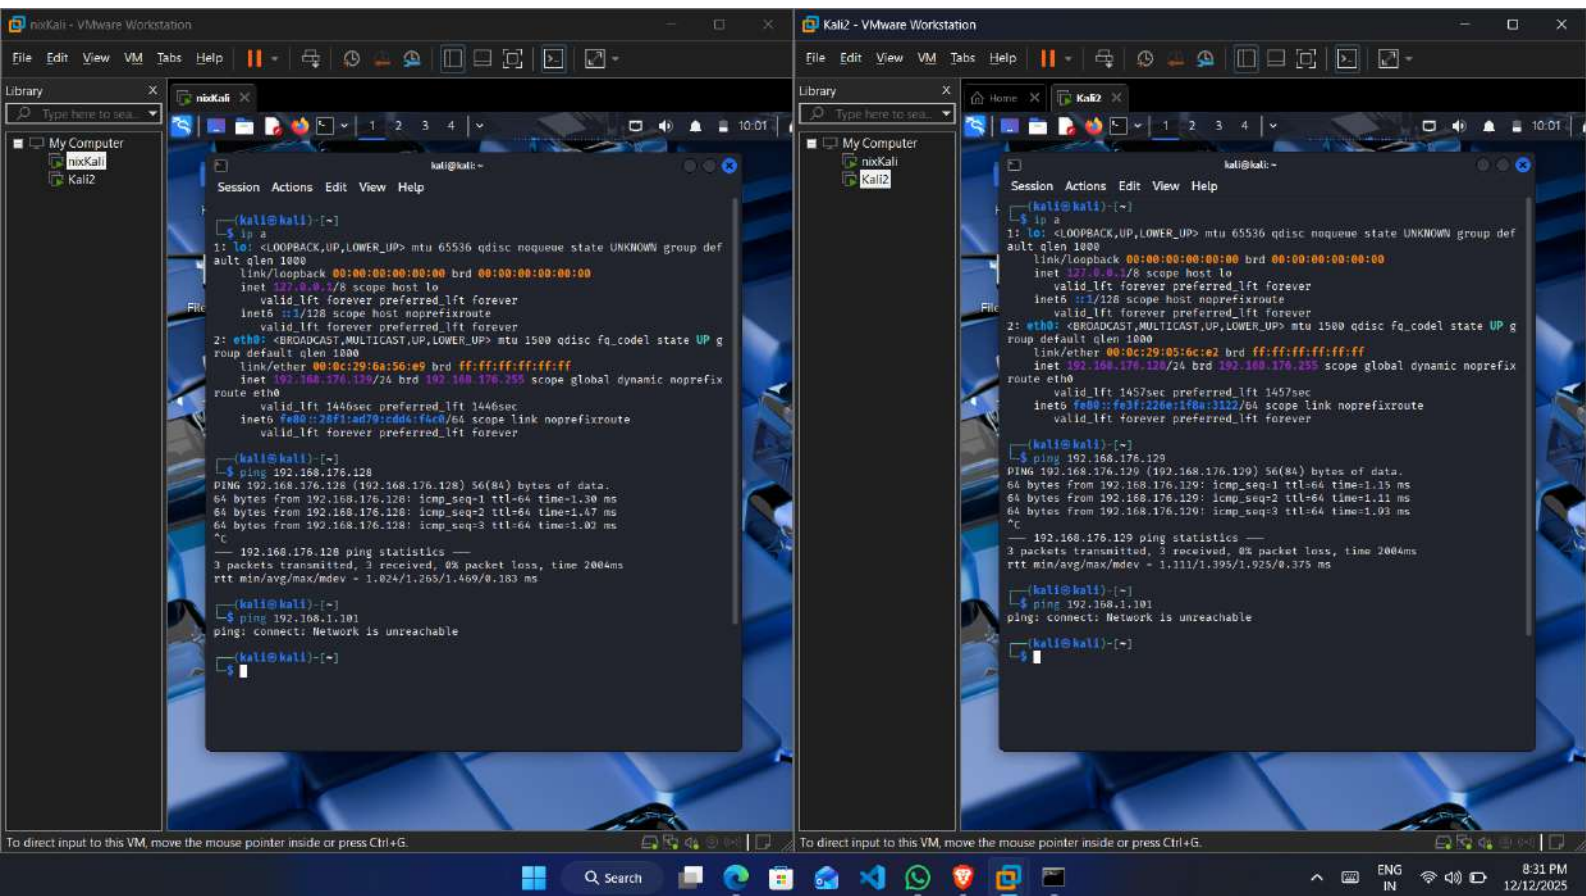 nixKali - VMware Workstation
File Edit View VM Tabs Help
Library X
nixKali
Type here to sea...
1 2 3 4
10:01
My Computer
nixKali
Kali2
kali@kali: ~
Session Actions Edit View Help
(kali㉿kali)-[~]
$ ip a
1: lo: <LOOPBACK,UP,LOWER_UP> mtu 65536 qdisc noqueue state UNKNOWN group def
ault qlen 1000
link/loopback 00:00:00:00:00:00 brd 00:00:00:00:00:00
inet 127.0.0.1/8 scope host lo
valid_lft forever preferred_lft forever
inet6 ::1/128 scope host noprefixroute
valid_lft forever preferred_lft forever
2: eth0: <BROADCAST,MULTICAST,UP,LOWER_UP> mtu 1500 qdisc fq_codel state UP g
roup default qlen 1000
link/ether 00:0c:29:6a:56:e9 brd ff:ff:ff:ff:ff:ff
inet 192.168.176.129/24 brd 192.168.176.255 scope global dynamic noprefix
route eth0
valid_lft 1446sec preferred_lft 1446sec
inet6 fe80::28f1:ad79:cdd4:f4c0/64 scope link noprefixroute
valid_lft forever preferred_lft forever
(kali㉿kali)-[~]
$ ping 192.168.176.128
PING 192.168.176.128 (192.168.176.128) 56(84) bytes of data.
64 bytes from 192.168.176.128: icmp_seq=1 ttl=64 time=1.30 ms
64 bytes from 192.168.176.128: icmp_seq=2 ttl=64 time=1.47 ms
64 bytes from 192.168.176.128: icmp_seq=3 ttl=64 time=1.02 ms
^C
— 192.168.176.128 ping statistics —
3 packets transmitted, 3 received, 0% packet loss, time 2004ms
rtt min/avg/max/mdev = 1.024/1.265/1.469/0.183 ms
(kali㉿kali)-[~]
$ ping 192.168.1.101
ping: connect: Network is unreachable
(kali㉿kali)-[~]
$
To direct input to this VM, move the mouse pointer inside or press Ctrl+G.
Kali2 - VMware Workstation
File Edit View VM Tabs Help
Library X
Home
Kali2
Type here to sea...
1 2 3 4
10:01
My Computer
nixKali
Kali2
kali@kali: ~
Session Actions Edit View Help
(kali㉿kali)-[~]
$ ip a
1: lo: <LOOPBACK,UP,LOWER_UP> mtu 65536 qdisc noqueue state UNKNOWN group def
ault qlen 1000
link/loopback 00:00:00:00:00:00 brd 00:00:00:00:00:00
inet 127.0.0.1/8 scope host lo
valid_lft forever preferred_lft forever
inet6 ::1/128 scope host noprefixroute
valid_lft forever preferred_lft forever
2: eth0: <BROADCAST,MULTICAST,UP,LOWER_UP> mtu 1500 qdisc fq_codel state UP g
roup default qlen 1000
link/ether 00:0c:29:05:6c:e2 brd ff:ff:ff:ff:ff:ff
inet 192.168.176.128/24 brd 192.168.176.255 scope global dynamic noprefix
route eth0
valid_lft 1457sec preferred_lft 1457sec
inet6 fe80::fe3f:226e:1f8a:3122/64 scope link noprefixroute
valid_lft forever preferred_lft forever
(kali㉿kali)-[~]
$ ping 192.168.176.129
PING 192.168.176.129 (192.168.176.129) 56(84) bytes of data.
64 bytes from 192.168.176.129: icmp_seq=1 ttl=64 time=1.15 ms
64 bytes from 192.168.176.129: icmp_seq=2 ttl=64 time=1.11 ms
64 bytes from 192.168.176.129: icmp_seq=3 ttl=64 time=1.93 ms
^C
— 192.168.176.129 ping statistics —
3 packets transmitted, 3 received, 0% packet loss, time 2004ms
rtt min/avg/max/mdev = 1.111/1.395/1.925/0.375 ms
(kali㉿kali)-[~]
$ ping 192.168.1.101
ping: connect: Network is unreachable
(kali㉿kali)-[~]
$
To direct input to this VM, move the mouse pointer inside or press Ctrl+G.
Search
ENG
IN
8:31 PM
12/12/2025